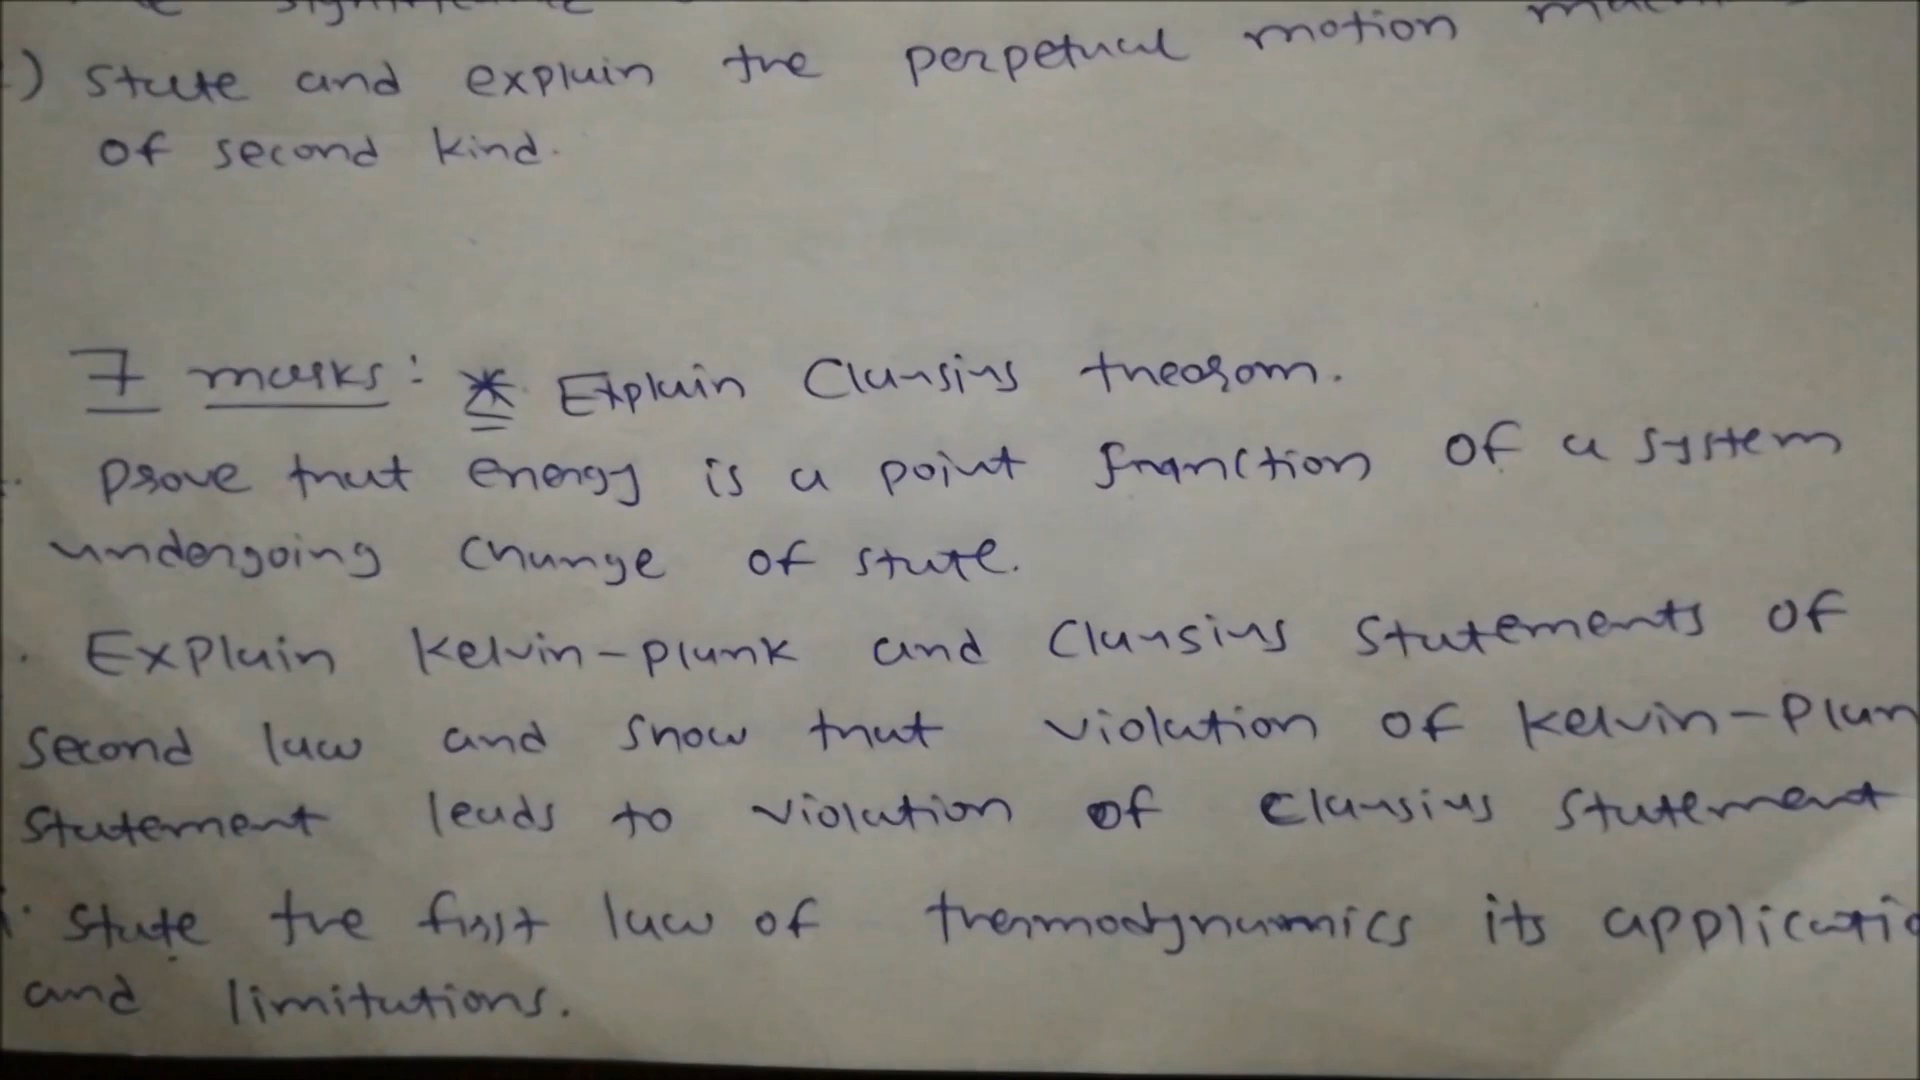 significance
) State and explain the perpetual motion
of second kind.
7 marks: * Explain Clausius theorom.
Prove that energy is a point function of a system
undergoing change of state.
Explain Kelvin-plank and Clausius Statements of
Second law and show that violation of Kelvin-Plan
Statement leads to violation of Clausius Statement
State the first law of thermodynamics its applicatio
and limitations.